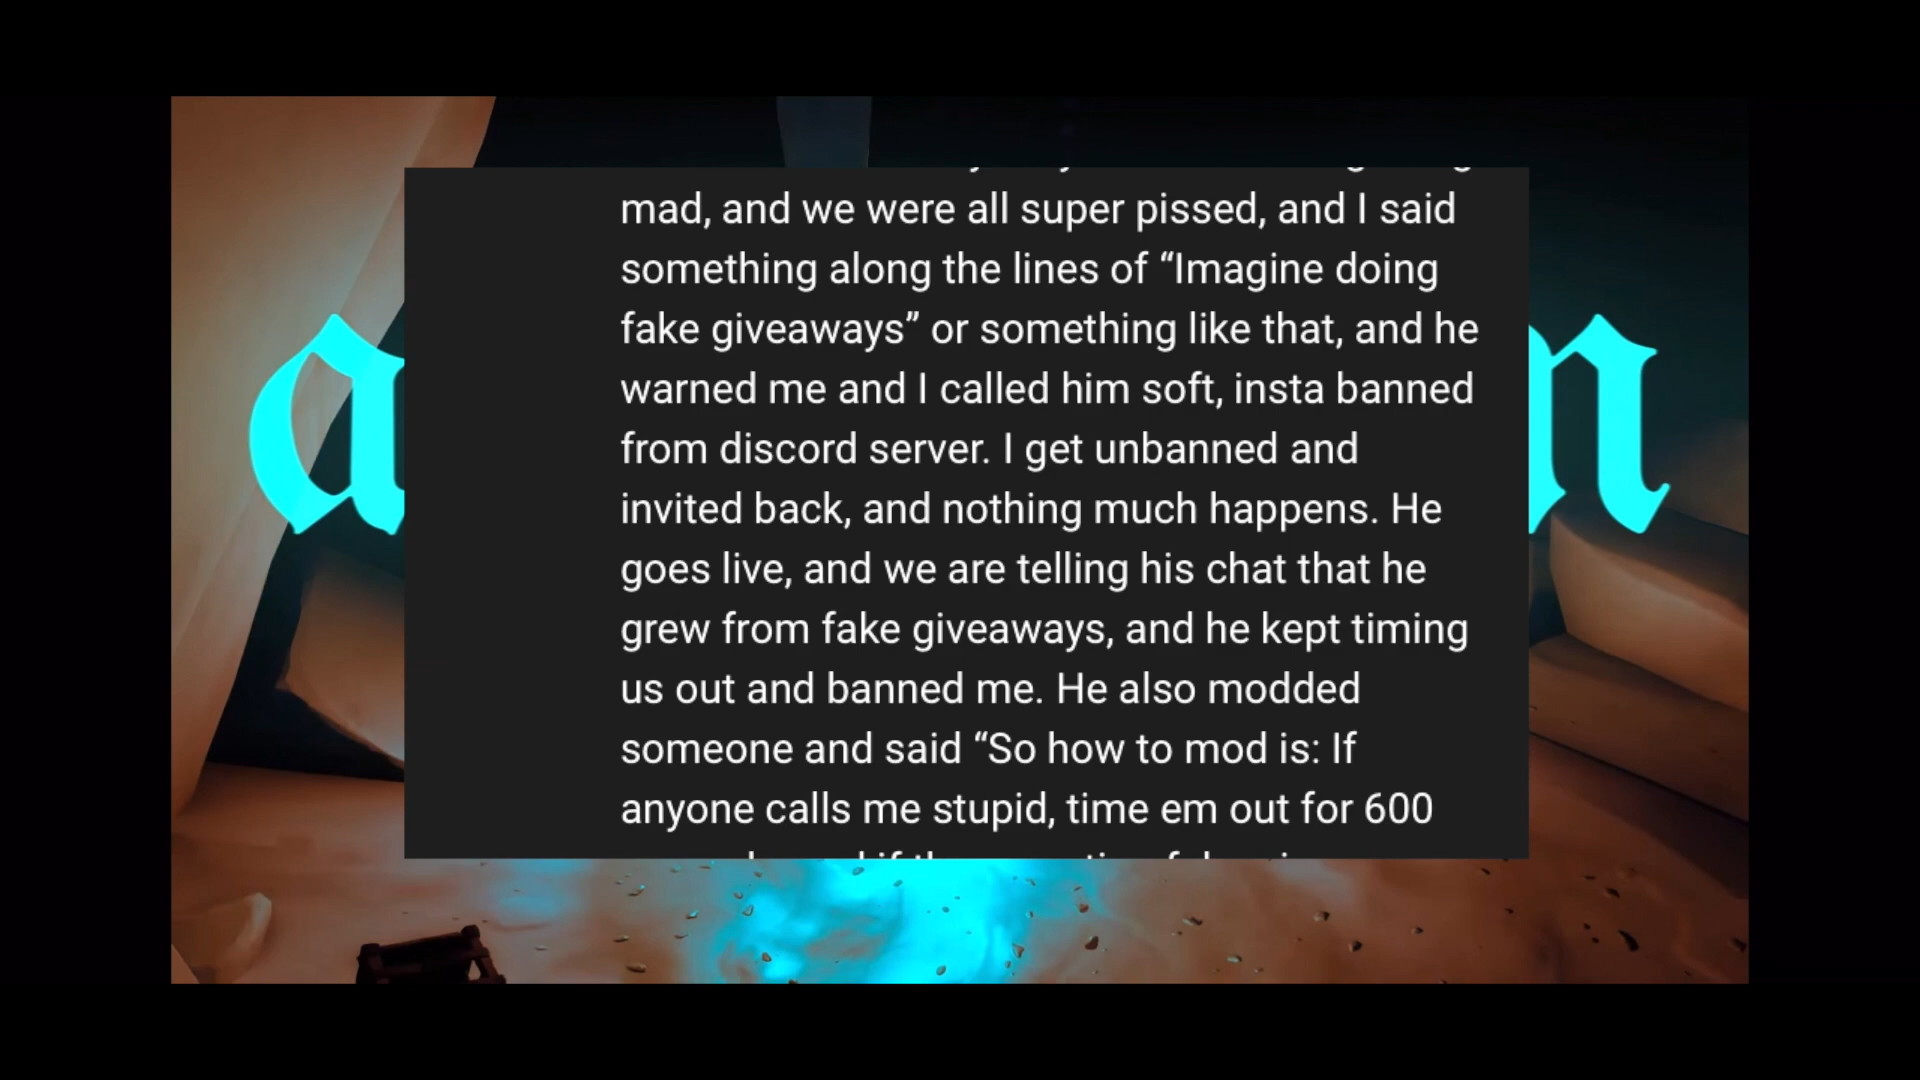 mad, and we were all super pissed, and I said
something along the lines of “Imagine doing
fake giveaways” or something like that, and he
warned me and I called him soft, insta banned
from discord server. I get unbanned and
invited back, and nothing much happens. He
goes live, and we are telling his chat that he
grew from fake giveaways, and he kept timing
us out and banned me. He also modded
someone and said “So how to mod is: If
anyone calls me stupid, time em out for 600
a
n